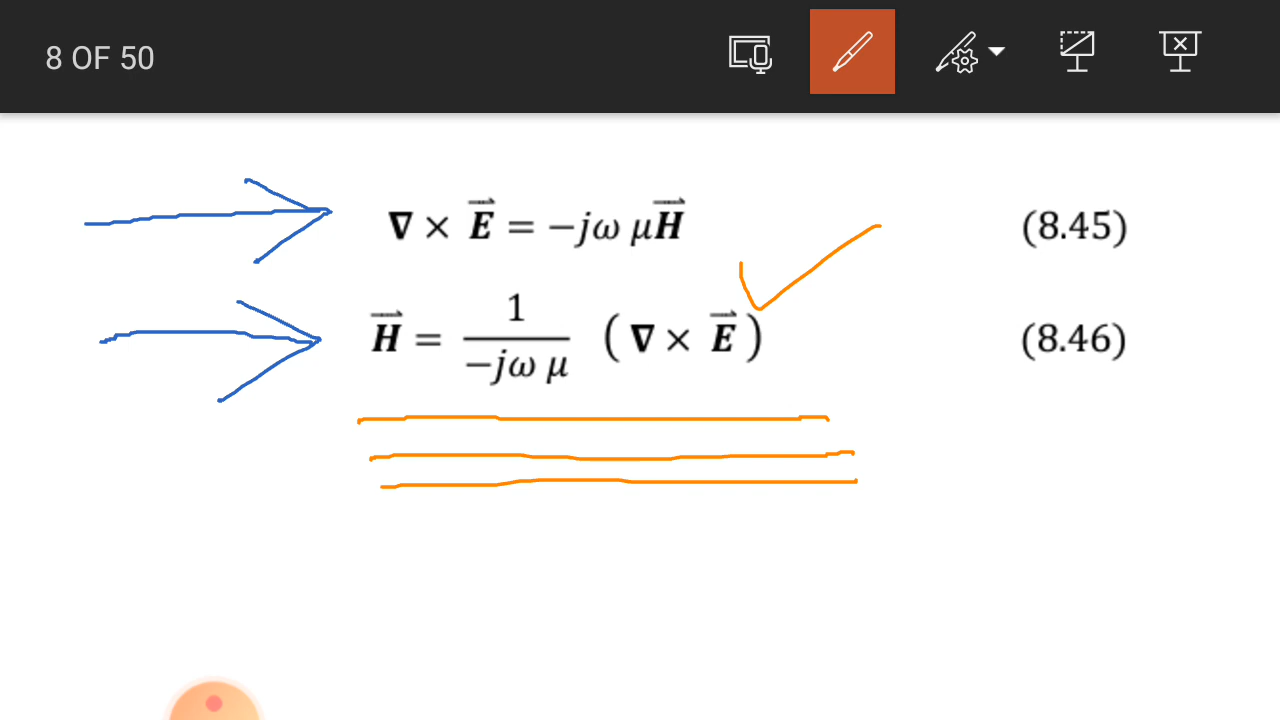 8 OF 50
∇ × E⃗ = −jω μH⃗ (8.45)
H⃗ = 1/(−jω μ) (∇ × E⃗) (8.46)